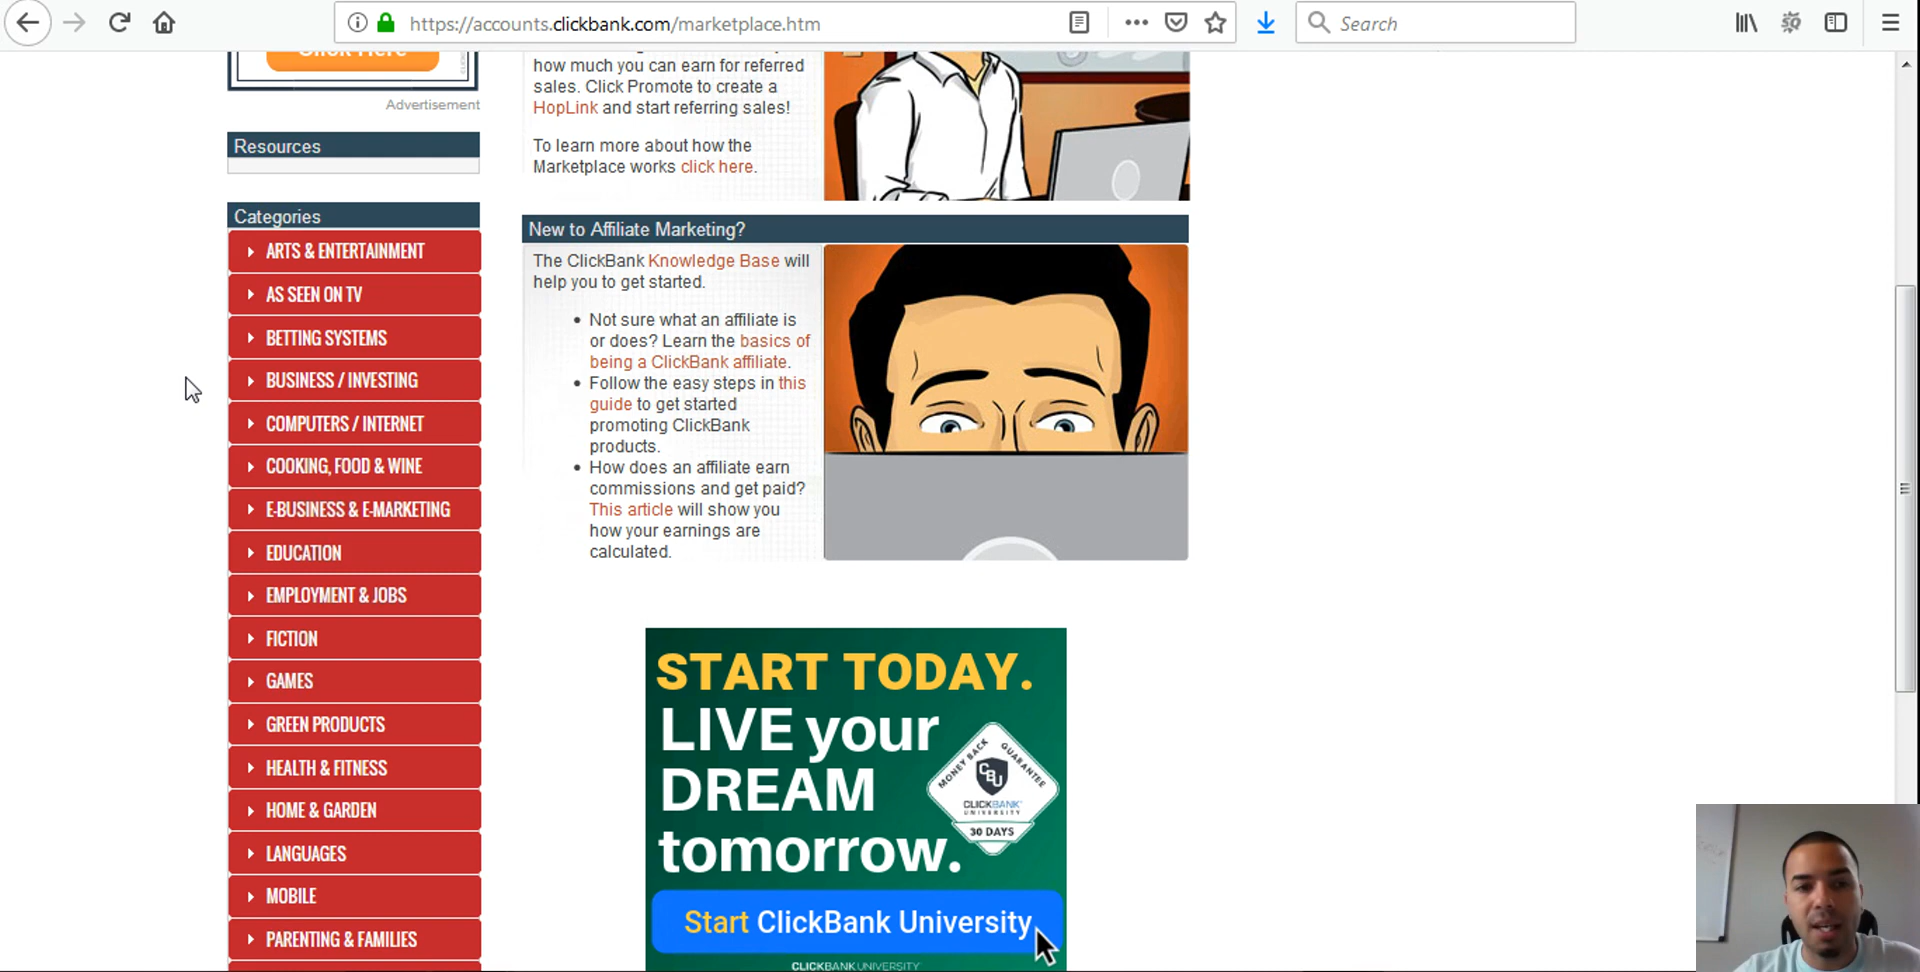 https://accounts.clickbank.com/marketplace.htm
Search
Click Here
Advertisement
Resources
Categories
ARTS & ENTERTAINMENT
AS SEEN ON TV
BETTING SYSTEMS
BUSINESS / INVESTING
COMPUTERS / INTERNET
COOKING, FOOD & WINE
E-BUSINESS & E-MARKETING
EDUCATION
EMPLOYMENT & JOBS
FICTION
GAMES
GREEN PRODUCTS
HEALTH & FITNESS
HOME & GARDEN
LANGUAGES
MOBILE
PARENTING & FAMILIES
how much you can earn for referred
sales. Click Promote to create a
HopLink and start referring sales!
To learn more about how the
Marketplace works click here.
New to Affiliate Marketing?
The ClickBank Knowledge Base will
help you to get started.
Not sure what an affiliate is
or does? Learn the basics of
being a ClickBank affiliate.
Follow the easy steps in this
guide to get started
promoting ClickBank
products.
How does an affiliate earn
commissions and get paid?
This article will show you
how your earnings are
calculated.
START TODAY.
LIVE your
DREAM
tomorrow.
MONEY BACK GUARANTEE
CBU
CLICKBANK
UNIVERSITY
30 DAYS
Start ClickBank University
CLICKBANK UNIVERSITY